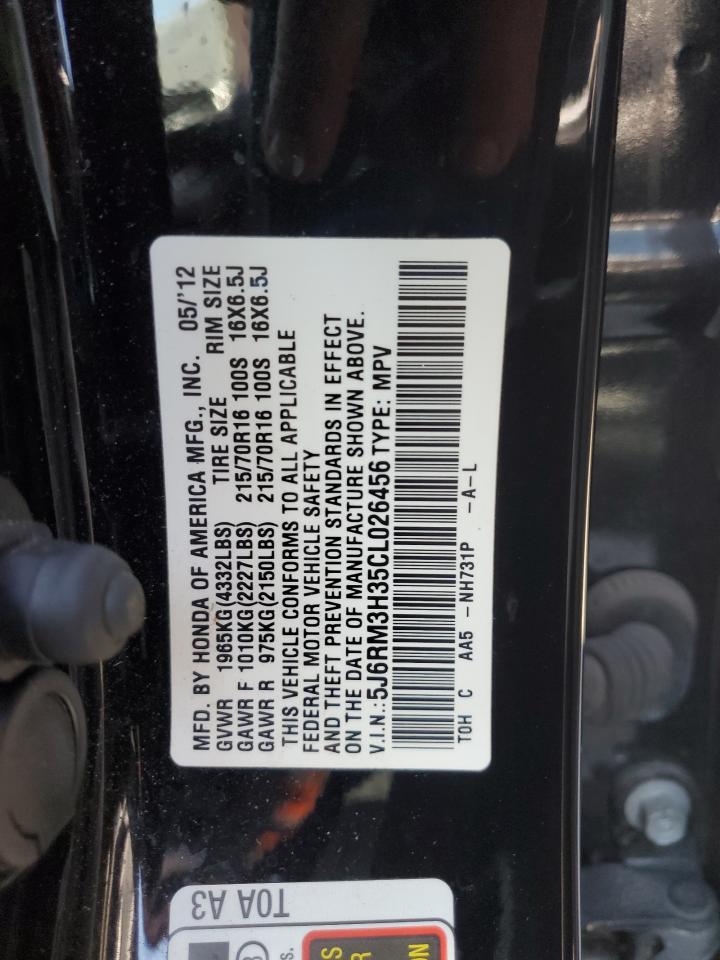 MFD. BY HONDA OF AMERICA MFG., INC. 05/'12
GVWR 1965KG(4332LBS) TIRE SIZE RIM SIZE
GAWR F 1010KG(2227LBS) 215/70R16 100S 16X6.5J
GAWR R 975KG(2150LBS) 215/70R16 100S 16X6.5J
THIS VEHICLE CONFORMS TO ALL APPLICABLE
FEDERAL MOTOR VEHICLE SAFETY
AND THEFT PREVENTION STANDARDS IN EFFECT
ON THE DATE OF MANUFACTURE SHOWN ABOVE.
V.I.N.:5J6RM3H35CL026456 TYPE: MPV
TOH C AA5 -NH731P -A-L
T0A A3